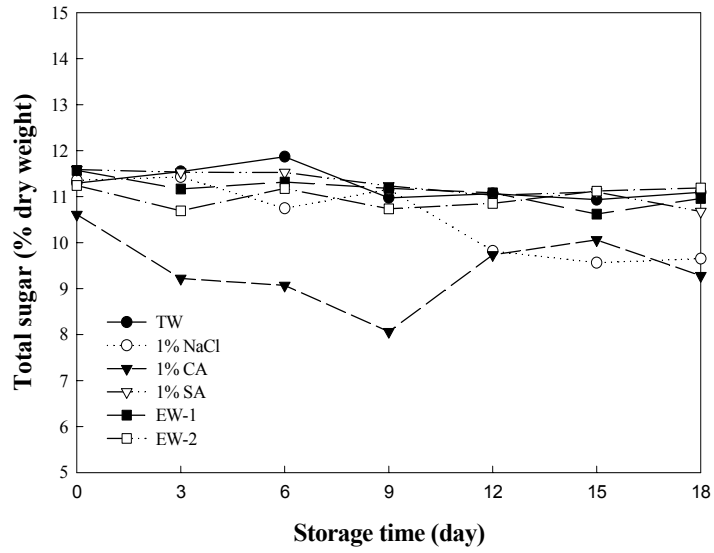 Total sugar (% dry weight)
15
14
13
12
11
10
9
8
7
6
5
TW
1% NaCl
1% CA
1% SA
EW-1
EW-2
0 3 6 9 12 15 18
Storage time (day)